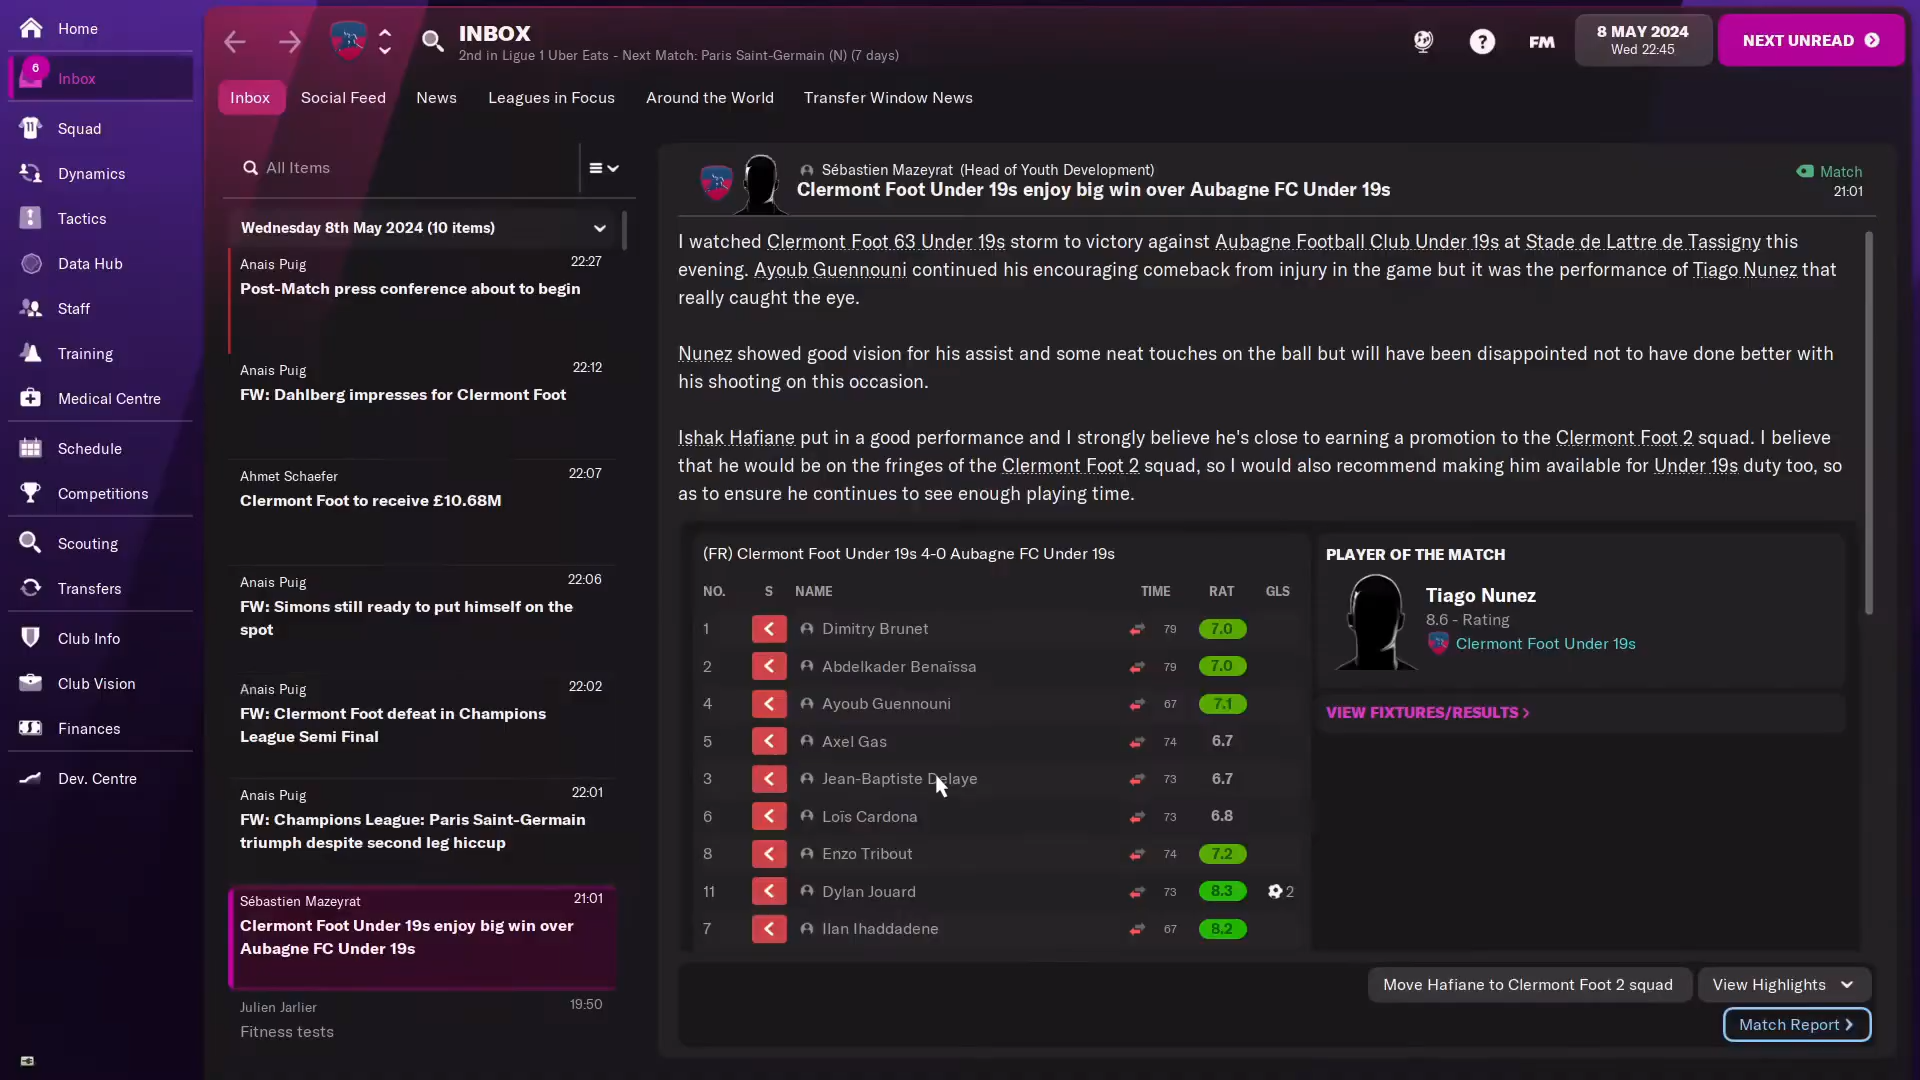 Home
6
Inbox
Squad
Dynamics
Tactics
Data Hub
Staff
Training
Medical Centre
Schedule
Competitions
Scouting
Transfers
Club Info
Club Vision
Finances
Dev. Centre
INBOX
2nd in Ligue 1 Uber Eats - Next Match: Paris Saint-Germain (N) (7 days)
?
FM
8 MAY 2024
Wed 22:45
NEXT UNREAD
Inbox
Social Feed
News
Leagues in Focus
Around the World
Transfer Window News
All Items
Wednesday 8th May 2024 (10 items)
Anais Puig 22:27
Post-Match press conference about to begin
Anais Puig 22:12
FW: Dahlberg impresses for Clermont Foot
Ahmet Schaefer 22:07
Clermont Foot to receive £10.68M
Anais Puig 22:06
FW: Simons still ready to put himself on the
spot
Anais Puig 22:02
FW: Clermont Foot defeat in Champions
League Semi Final
Anais Puig 22:01
FW: Champions League: Paris Saint-Germain
triumph despite second leg hiccup
Sébastien Mazeyrat 21:01
Clermont Foot Under 19s enjoy big win over
Aubagne FC Under 19s
Julien Jarlier 19:50
Fitness tests
Sébastien Mazeyrat (Head of Youth Development)
Clermont Foot Under 19s enjoy big win over Aubagne FC Under 19s
Match
21:01
I watched Clermont Foot 63 Under 19s storm to victory against Aubagne Football Club Under 19s at Stade de Lattre de Tassigny this
evening. Ayoub Guennouni continued his encouraging comeback from injury in the game but it was the performance of Tiago Nunez that
really caught the eye.
Nunez showed good vision for his assist and some neat touches on the ball but will have been disappointed not to have done better with
his shooting on this occasion.
Ishak Hafiane put in a good performance and I strongly believe he's close to earning a promotion to the Clermont Foot 2 squad. I believe
that he would be on the fringes of the Clermont Foot 2 squad, so I would also recommend making him available for Under 19s duty too, so
as to ensure he continues to see enough playing time.
(FR) Clermont Foot Under 19s 4-0 Aubagne FC Under 19s
NO. S NAME TIME RAT GLS
1 Dimitry Brunet 79 7.0
2 Abdelkader Benaïssa 79 7.0
4 Ayoub Guennouni 67 7.1
5 Axel Gas 74 6.7
3 Jean-Baptiste Delaye 73 6.7
6 Loïs Cardona 73 6.8
8 Enzo Tribout 74 7.2
11 Dylan Jouard 73 8.3 2
7 Ilan Ihaddadene 67 8.2
PLAYER OF THE MATCH
Tiago Nunez
8.6 - Rating
Clermont Foot Under 19s
VIEW FIXTURES/RESULTS >
Move Hafiane to Clermont Foot 2 squad
View Highlights
Match Report >